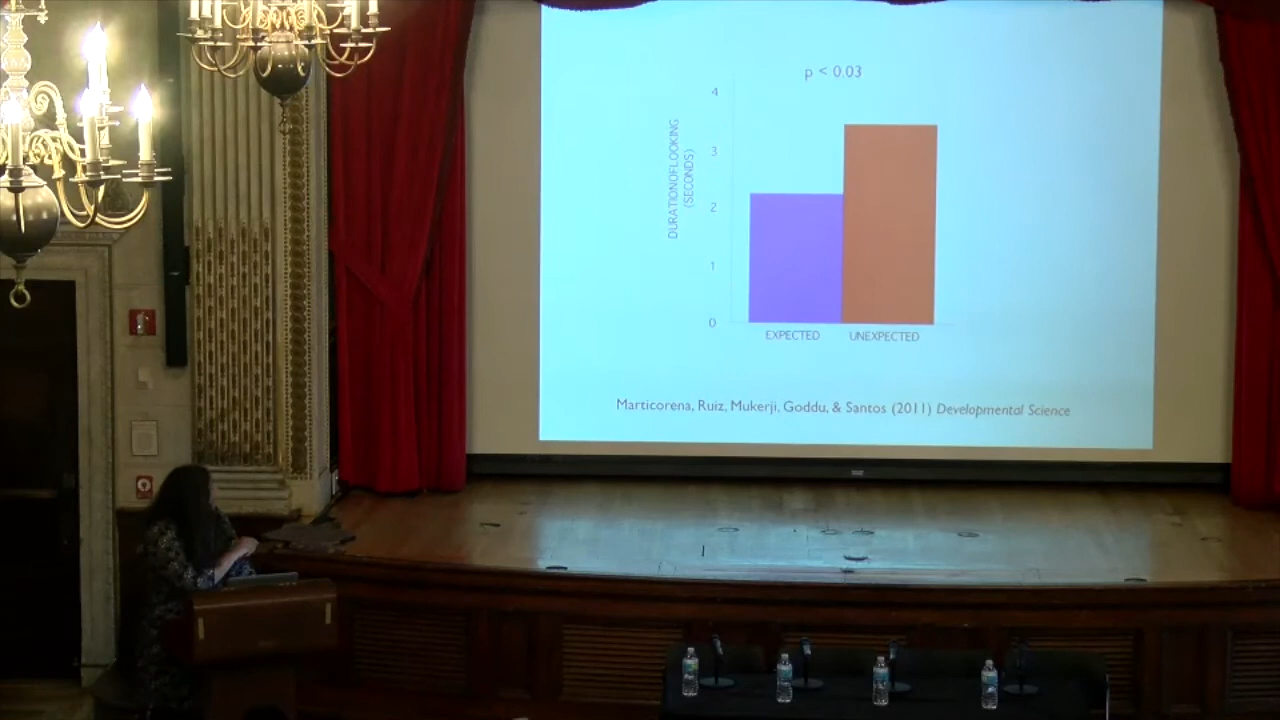 p < 0.03
4
3
2
1
0
DURATION OF LOOKING
(SECONDS)
EXPECTED UNEXPECTED
Marticorena, Ruiz, Mukerji, Goddu, & Santos (2011) Developmental Science